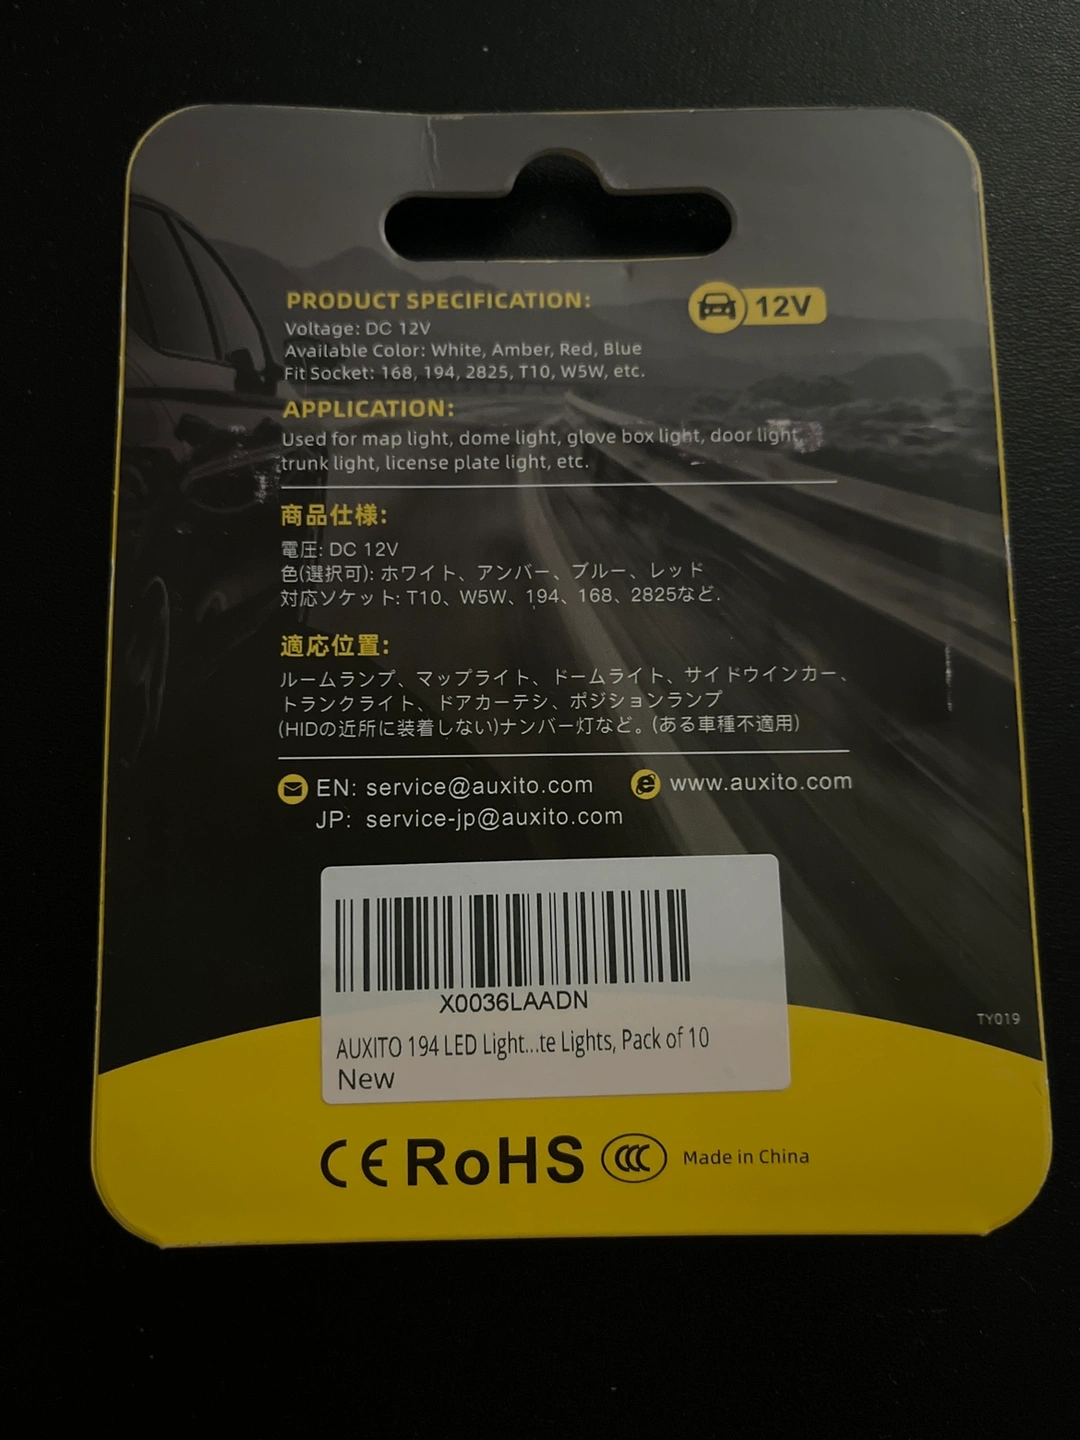 PRODUCT SPECIFICATION:
12V
Voltage: DC 12V
Available Color: White, Amber, Red, Blue
Fit Socket: 168, 194, 2825, T10, W5W, etc.
APPLICATION:
Used for map light, dome light, glove box light, door light,
trunk light, license plate light, etc.
商品仕様:
電圧: DC 12V
色(選択可): ホワイト、アンバー、ブルー、レッド
対応ソケット: T10、W5W、194、168、2825など.
適応位置:
ルームランプ、マップライト、ドームライト、サイドウインカー、
トランクライト、ドアカーテシ、ポジションランプ
(HIDの近所に装着しない)ナンバー灯など。(ある車種不適用)
EN: service@auxito.com
www.auxito.com
JP: service-jp@auxito.com
X0036LAADN
AUXITO 194 LED Light...te Lights, Pack of 10
New
TY019
CE RoHS CCC Made in China